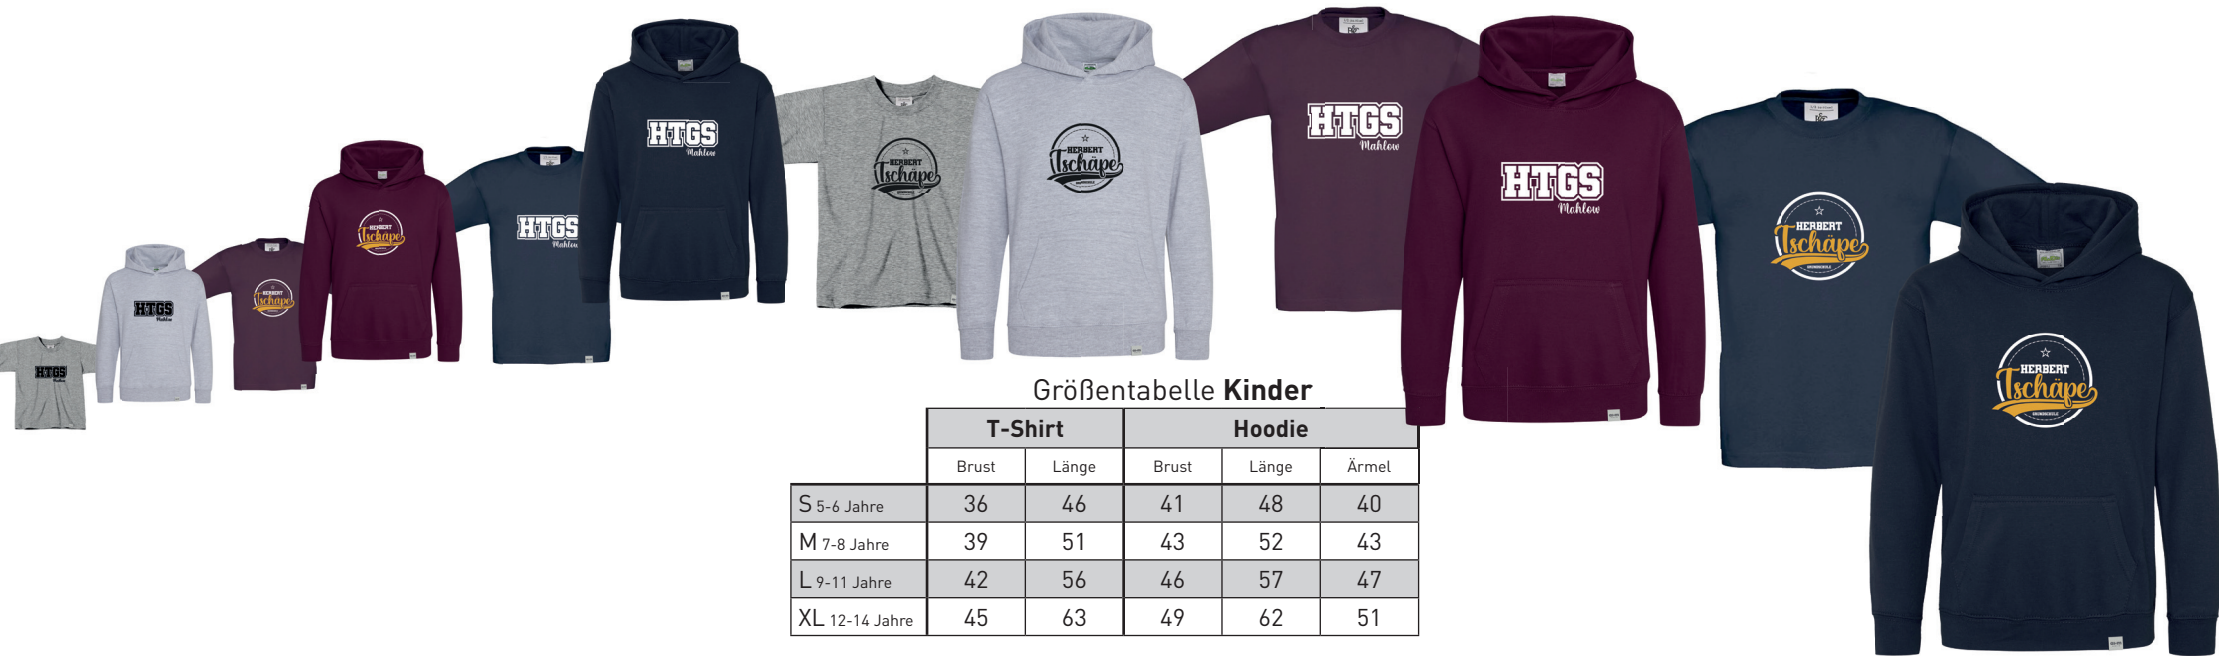 HTGS
Mahlow
HTGS
Mahlow
HERBERT
Tschäpe
HERBERT
Tschäpe
HTGS
Mahlow
HTGS
Mahlow
HERBERT
Tschäpe
HERBERT
Tschäpe
HTGS
Mahlow
HTGS
Mahlow
HERBERT
Tschäpe
GRUNDSCHULE
HERBERT
Tschäpe
GRUNDSCHULE
Größentabelle Kinder
T-Shirt Hoodie
Brust Länge Brust Länge Ärmel
S 5-6 Jahre 36 46 41 48 40
M 7-8 Jahre 39 51 43 52 43
L 9-11 Jahre 42 56 46 57 47
XL 12-14 Jahre 45 63 49 62 51